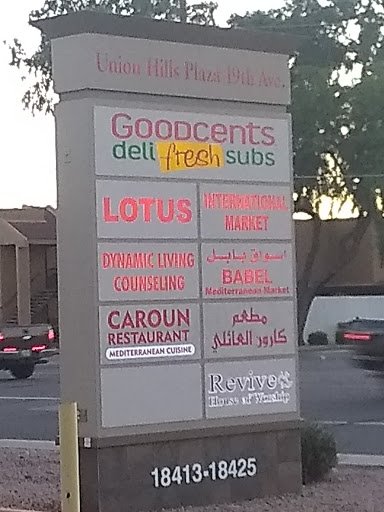 Union Hills Plaza 49th Ave.
GOODCENTS
deli fresh subs
LOTUS
INTERNATIONAL
MARKET
DYNAMIC LIVING
COUNSELING
اسواق بابل
BABEL
Mediterranean Market
CAROUN
RESTAURANT
MEDITERRANEAN CUISINE
مطعم
كارون العائلي
Revive
House of Worship
18413-18425